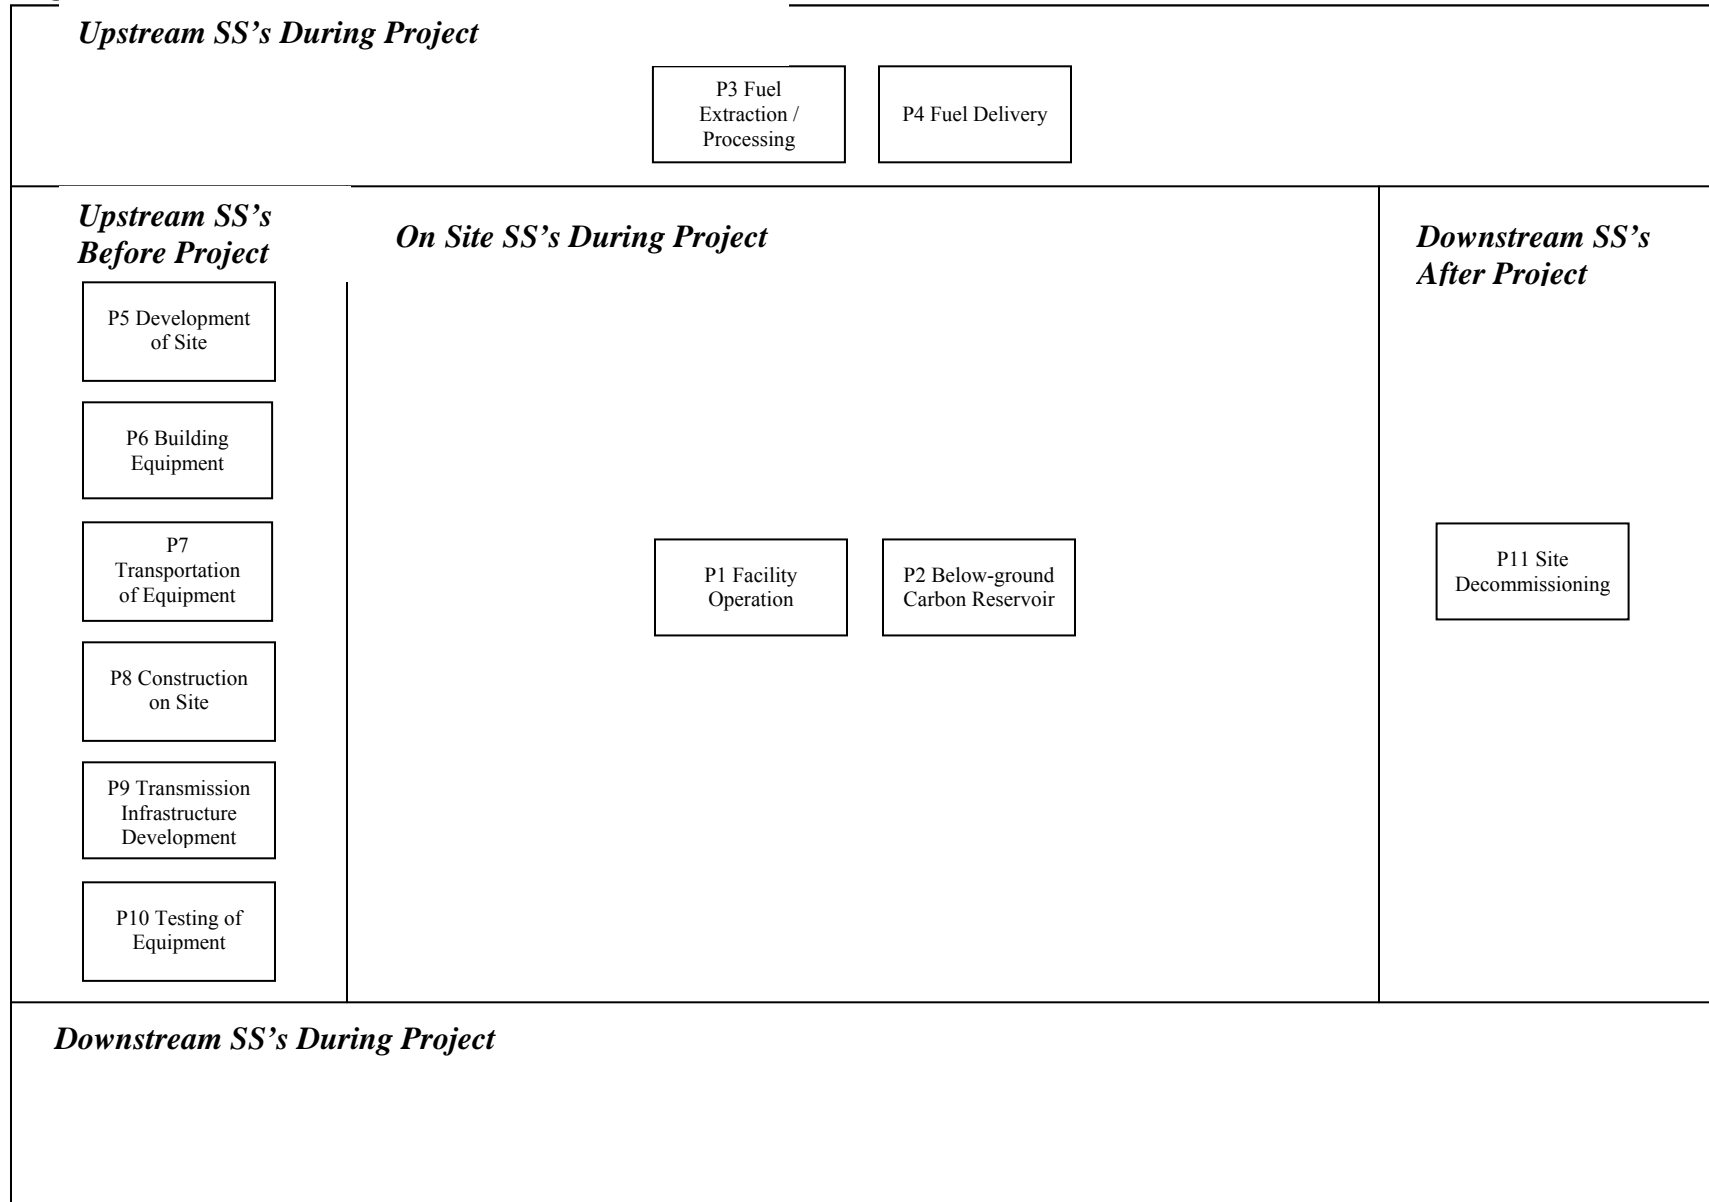 Upstream SS’s During Project
P3 Fuel
Extraction /
Processing
P4 Fuel Delivery
Upstream SS’s
Before Project
On Site SS’s During Project
Downstream SS’s
After Project
P5 Development
of Site
P6 Building
Equipment
P7
Transportation
of Equipment
P8 Construction
on Site
P9 Transmission
Infrastructure
Development
P10 Testing of
Equipment
P1 Facility
Operation
P2 Below-ground
Carbon Reservoir
P11 Site
Decommissioning
Downstream SS’s During Project